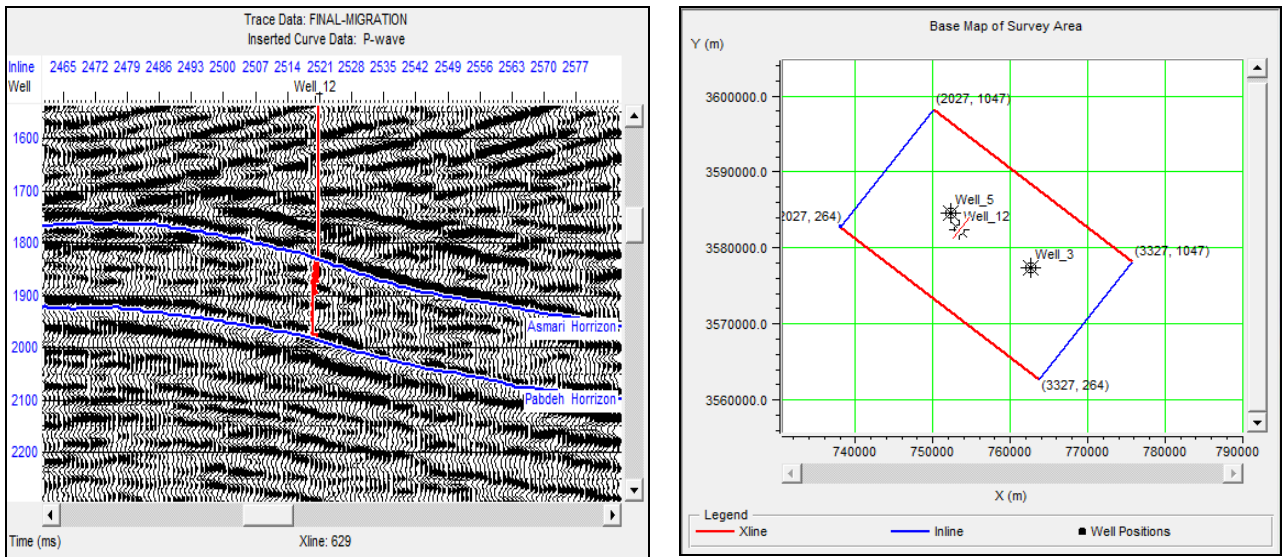 Trace Data: FINAL-MIGRATION
Inserted Curve Data: P-wave
Inline 2465 2472 2479 2486 2493 2500 2507 2514 2521 2528 2535 2542 2549 2556 2563 2570 2577
Well Well_12
1600
1700
1800
1900
Asmari Horrizon
2000
2100
Pabdeh Horrizon
2200
Time (ms) Xline: 629
Base Map of Survey Area
Y (m)
3600000.0
(2027, 1047)
3590000.0
Well_5
2027, 264)
Well_12
3580000.0
Well_3
(3327, 1047)
3570000.0
(3327, 264)
3560000.0
740000 750000 760000 770000 780000 790000
X (m)
Legend
Xline Inline Well Positions